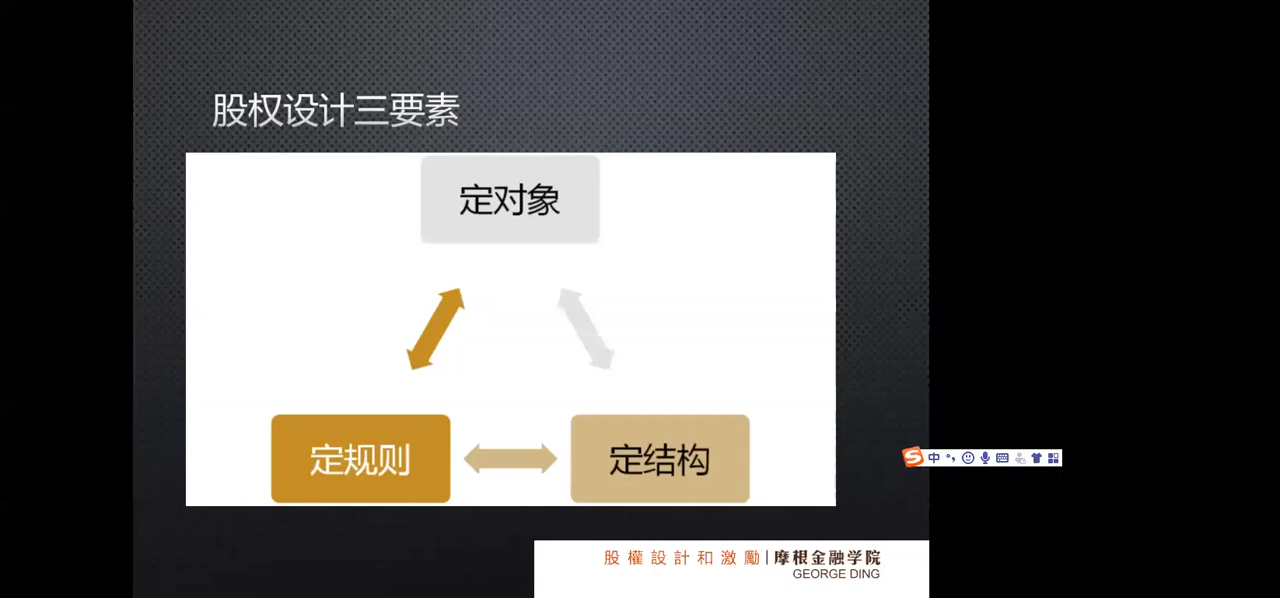 股权设计三要素
定对象
定规则
定结构
中
股權設計和激勵|摩根金融学院
GEORGE DING